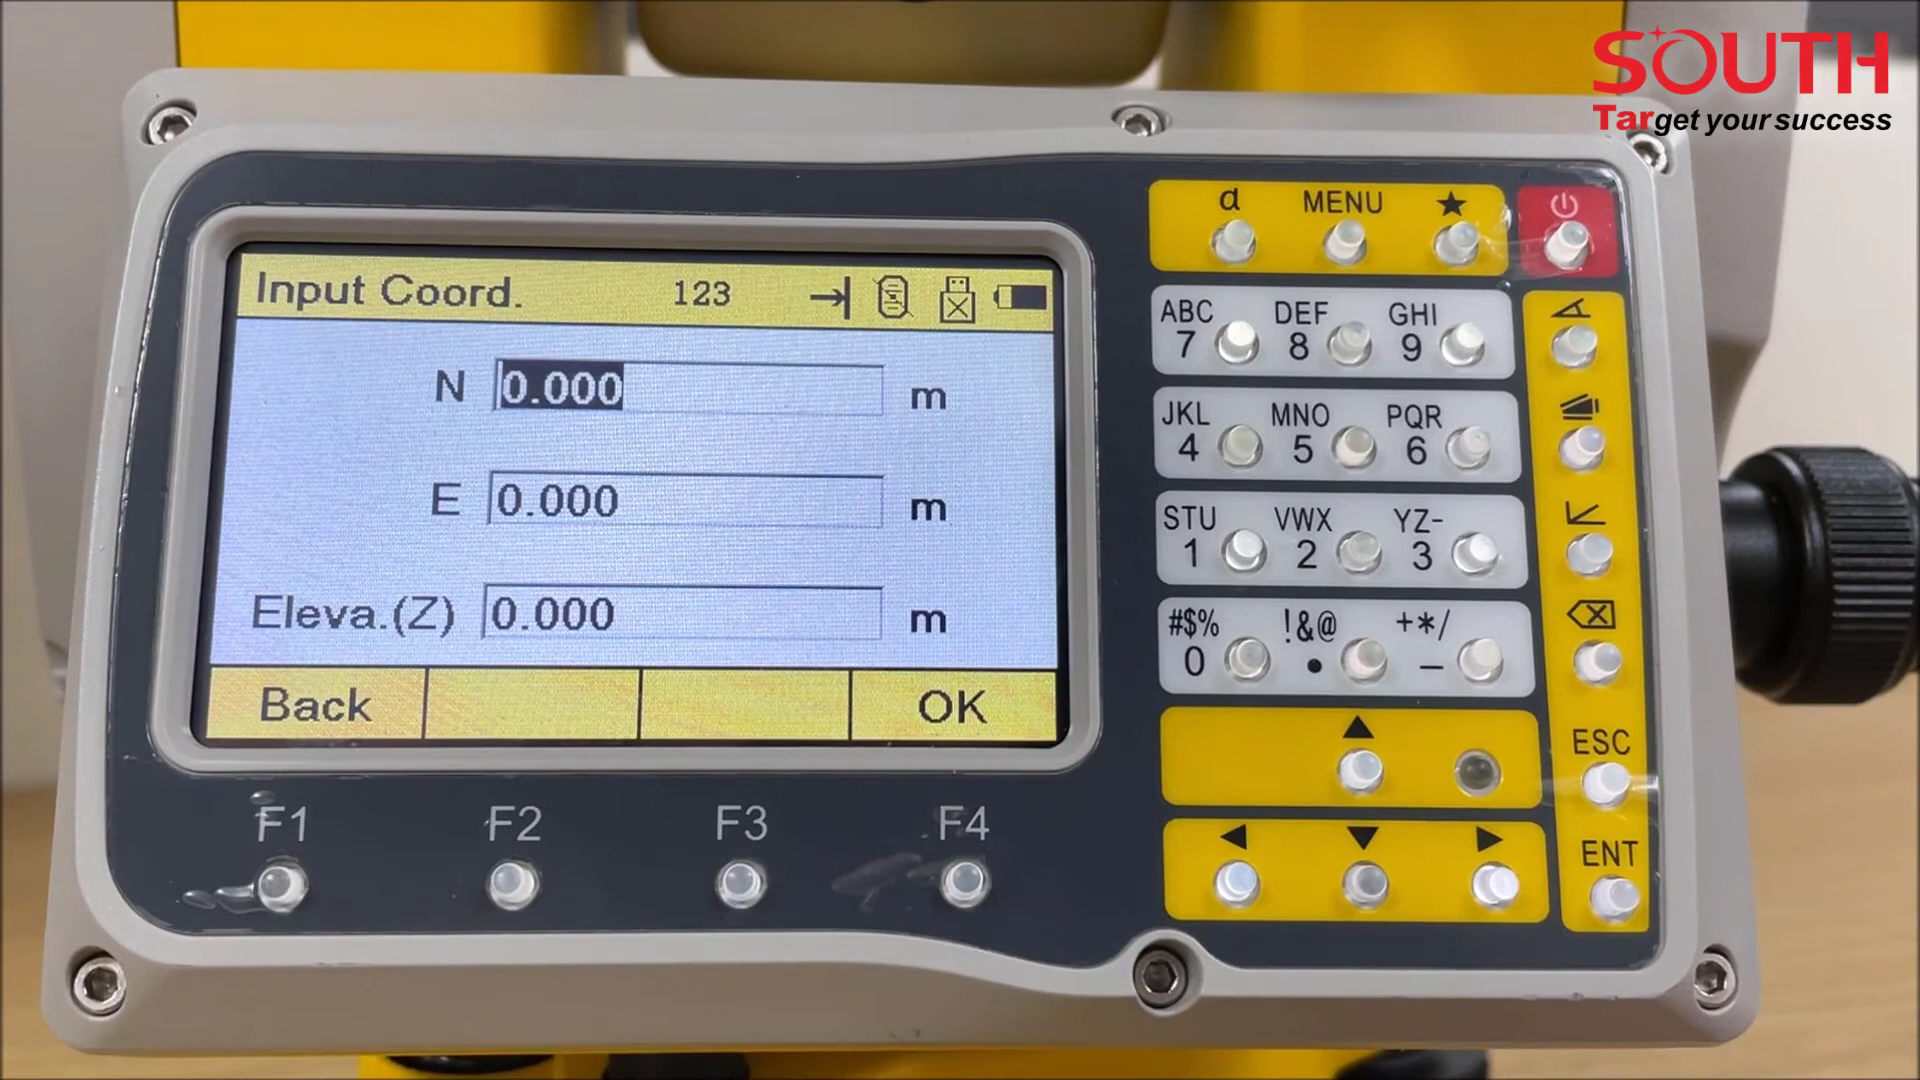 SOUTH
Target your success
Input Coord. 123
N 0.000 m
E 0.000 m
Eleva.(Z) 0.000 m
Back OK
F1 F2 F3 F4
α MENU ★
ABC DEF GHI
7 8 9
JKL MNO PQR
4 5 6
STU VWX YZ-
1 2 3
#$% !&@ +*/
0 • –
ESC
ENT